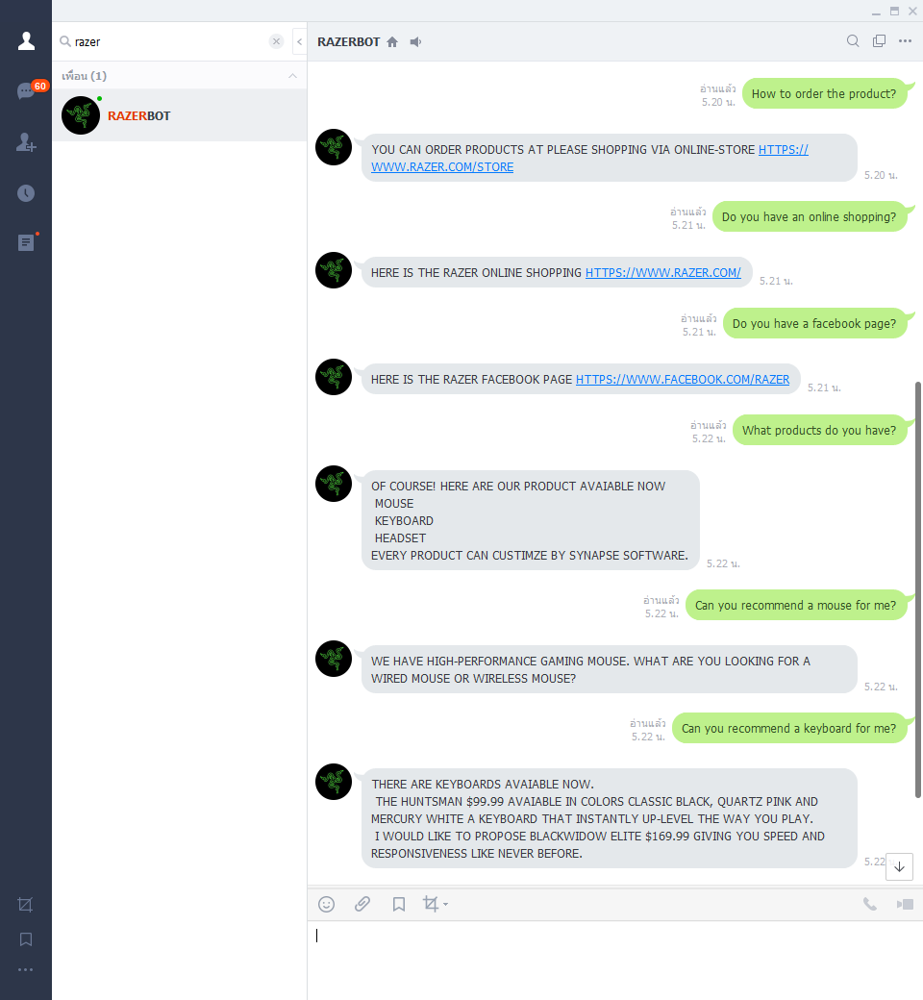 razer
RAZERBOT
60
เพื่อน (1)
RAZERBOT
อ่านแล้ว
5.20 น.
How to order the product?
YOU CAN ORDER PRODUCTS AT PLEASE SHOPPING VIA ONLINE-STORE HTTPS://
WWW.RAZER.COM/STORE
5.20 น.
อ่านแล้ว
5.21 น.
Do you have an online shopping?
HERE IS THE RAZER ONLINE SHOPPING HTTPS://WWW.RAZER.COM/
5.21 น.
อ่านแล้ว
5.21 น.
Do you have a facebook page?
HERE IS THE RAZER FACEBOOK PAGE HTTPS://WWW.FACEBOOK.COM/RAZER
5.21 น.
อ่านแล้ว
5.22 น.
What products do you have?
OF COURSE! HERE ARE OUR PRODUCT AVAIABLE NOW
MOUSE
KEYBOARD
HEADSET
EVERY PRODUCT CAN CUSTIMZE BY SYNAPSE SOFTWARE.
5.22 น.
อ่านแล้ว
5.22 น.
Can you recommend a mouse for me?
WE HAVE HIGH-PERFORMANCE GAMING MOUSE. WHAT ARE YOU LOOKING FOR A
WIRED MOUSE OR WIRELESS MOUSE?
5.22 น.
อ่านแล้ว
5.22 น.
Can you recommend a keyboard for me?
THERE ARE KEYBOARDS AVAIABLE NOW.
THE HUNTSMAN $99.99 AVAIABLE IN COLORS CLASSIC BLACK, QUARTZ PINK AND
MERCURY WHITE A KEYBOARD THAT INSTANTLY UP-LEVEL THE WAY YOU PLAY.
I WOULD LIKE TO PROPOSE BLACKWIDOW ELITE $169.99 GIVING YOU SPEED AND
RESPONSIVENESS LIKE NEVER BEFORE.
5.22